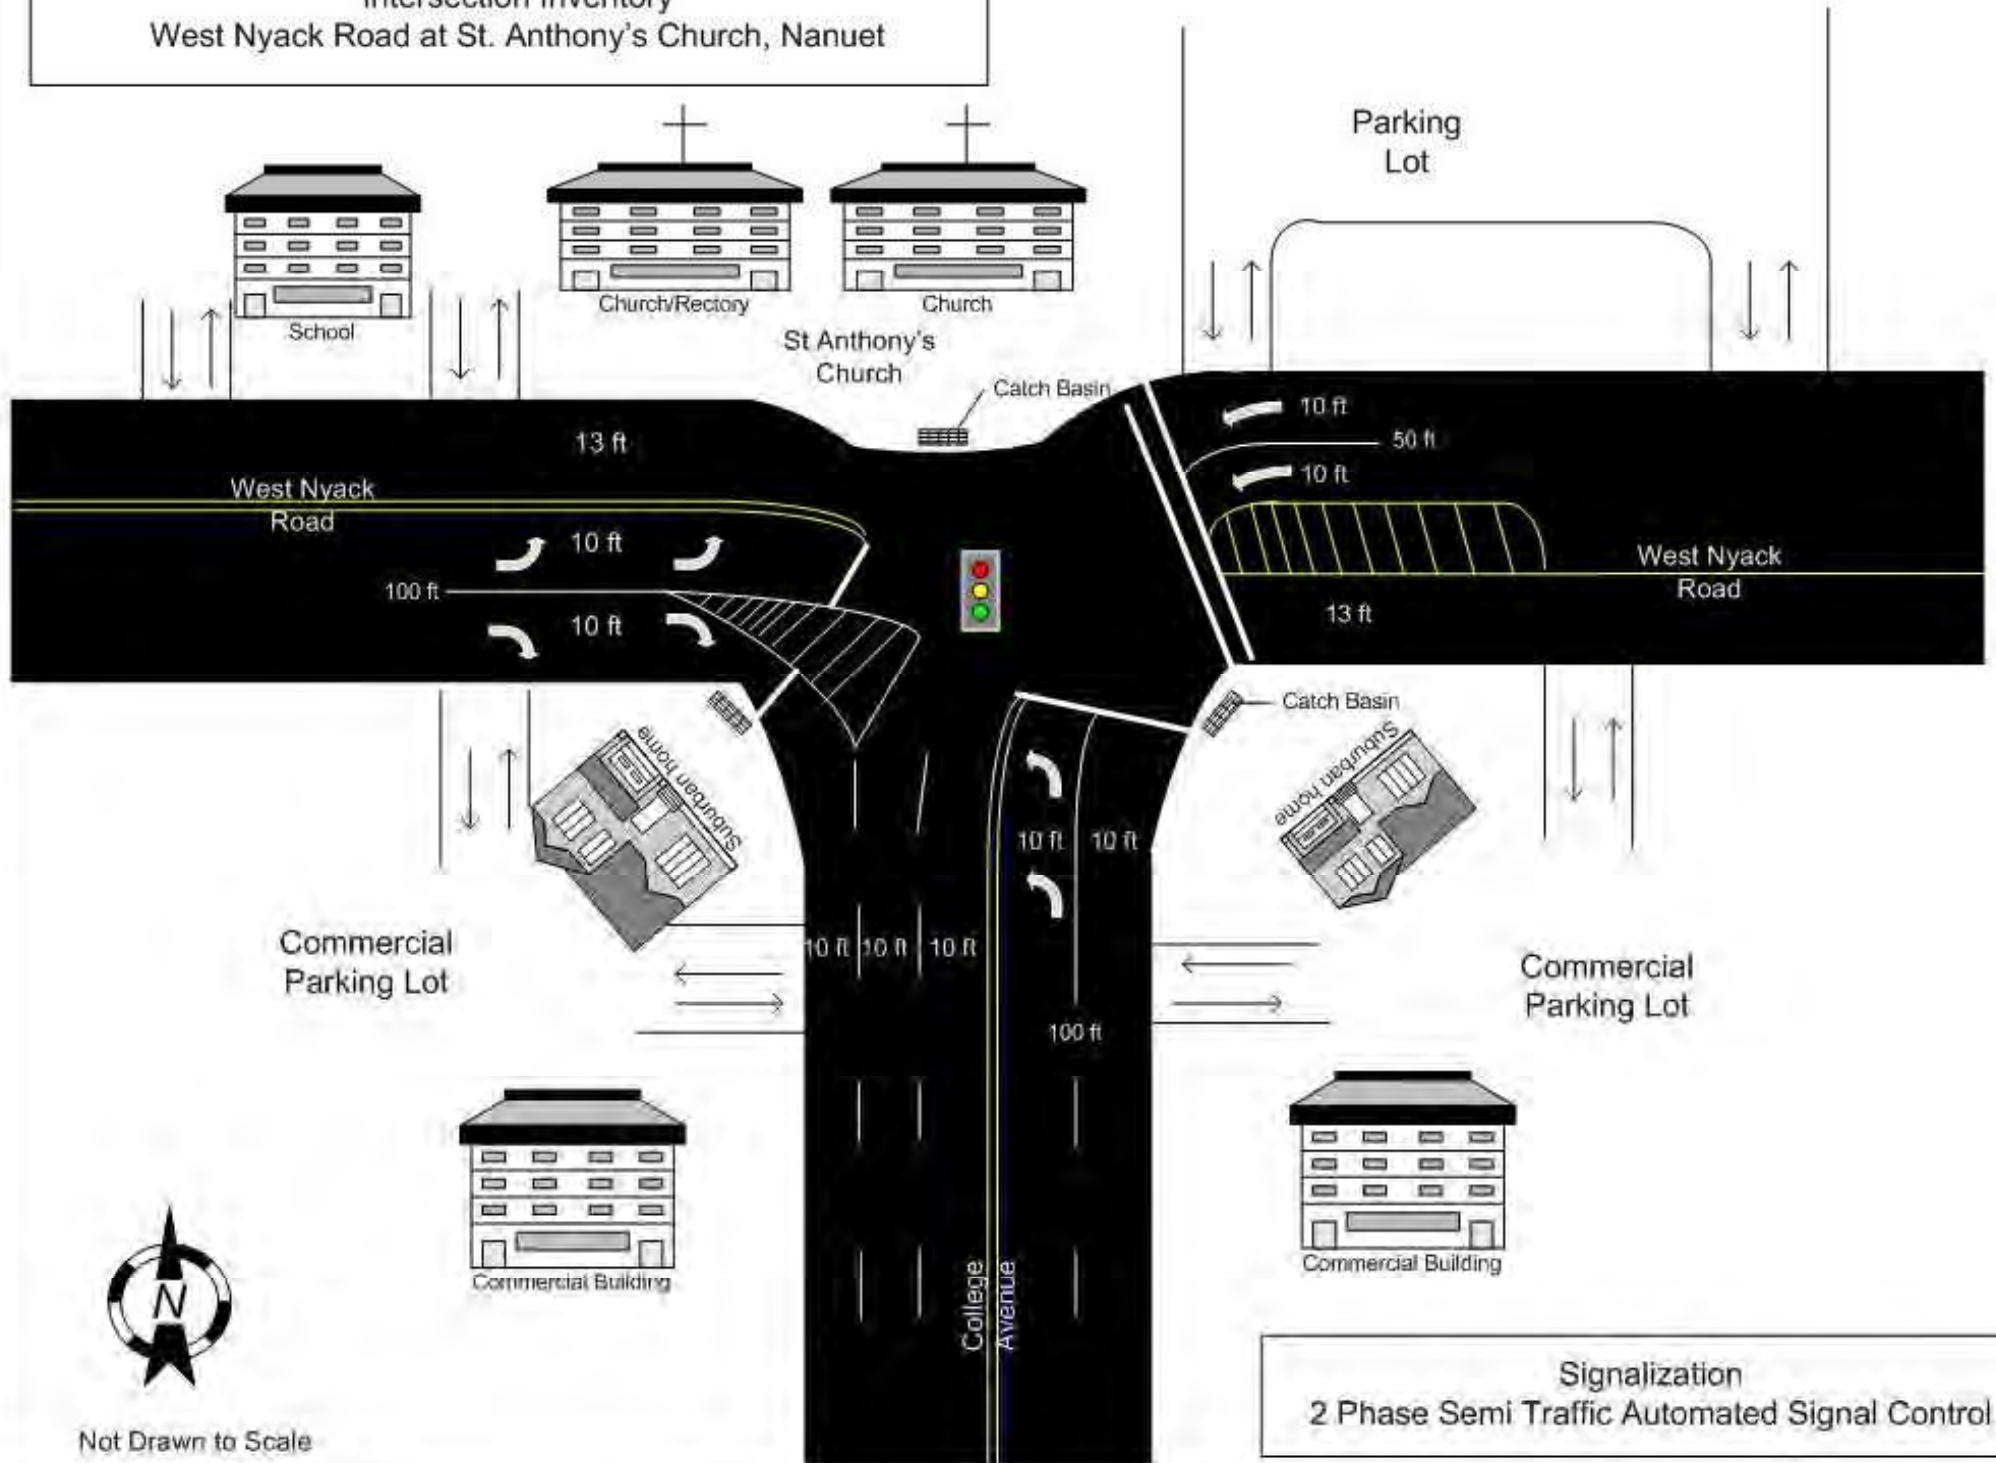 Intersection Inventory
West Nyack Road at St. Anthony's Church, Nanuet
Parking
Lot
School
Church/Rectory
Church
St Anthony's
Church
Catch Basin
13 ft
10 ft
50 ft
10 ft
West Nyack
Road
10 ft
100 ft
10 ft
West Nyack
Road
13 ft
Catch Basin
Suburban home
Suburban home
10 ft
10 ft
10 ft
10 ft
10 ft
Commercial
Parking Lot
Commercial
Parking Lot
100 ft
Commercial Building
Commercial Building
College
Avenue
N
Not Drawn to Scale
Signalization
2 Phase Semi Traffic Automated Signal Control